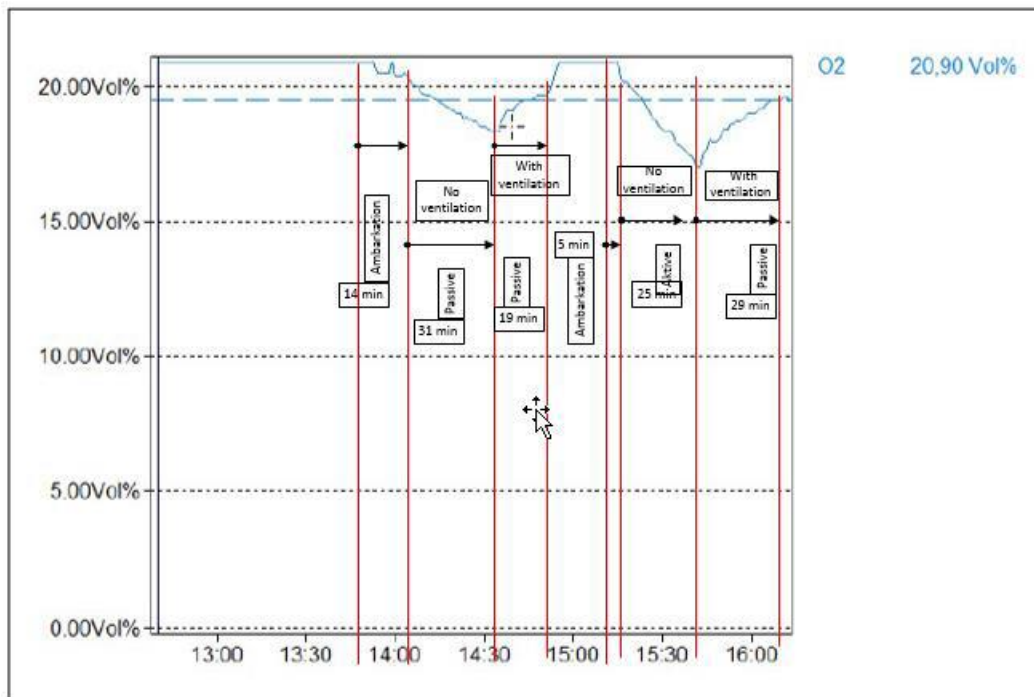 O2 20,90 Vol%
20.00Vol%
15.00Vol%
10.00Vol%
5.00Vol%
0.00Vol%
Ambarkation
14 min
No
ventilation
Passive
31 min
With
ventilation
Passive
19 min
5 min
Ambarkation
No
ventilation
Aktive
25 min
With
ventilation
Passive
29 min
13:00 13:30 14:00 14:30 15:00 15:30 16:00